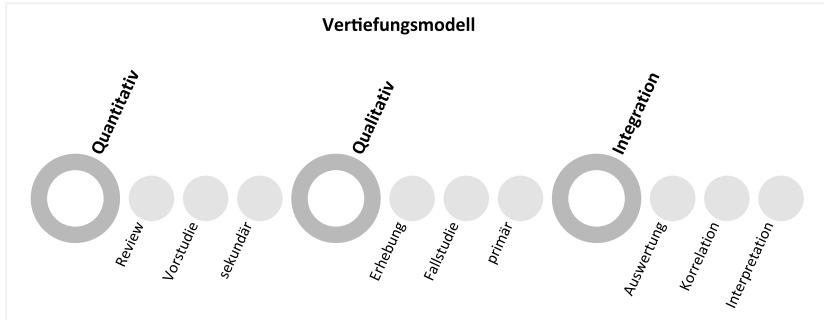 Vertiefungsmodell
Quantitativ
Review
Vorstudie
sekundär
Qualitativ
Erhebung
Fallstudie
primär
Integration
Auswertung
Korrelation
Interpretation